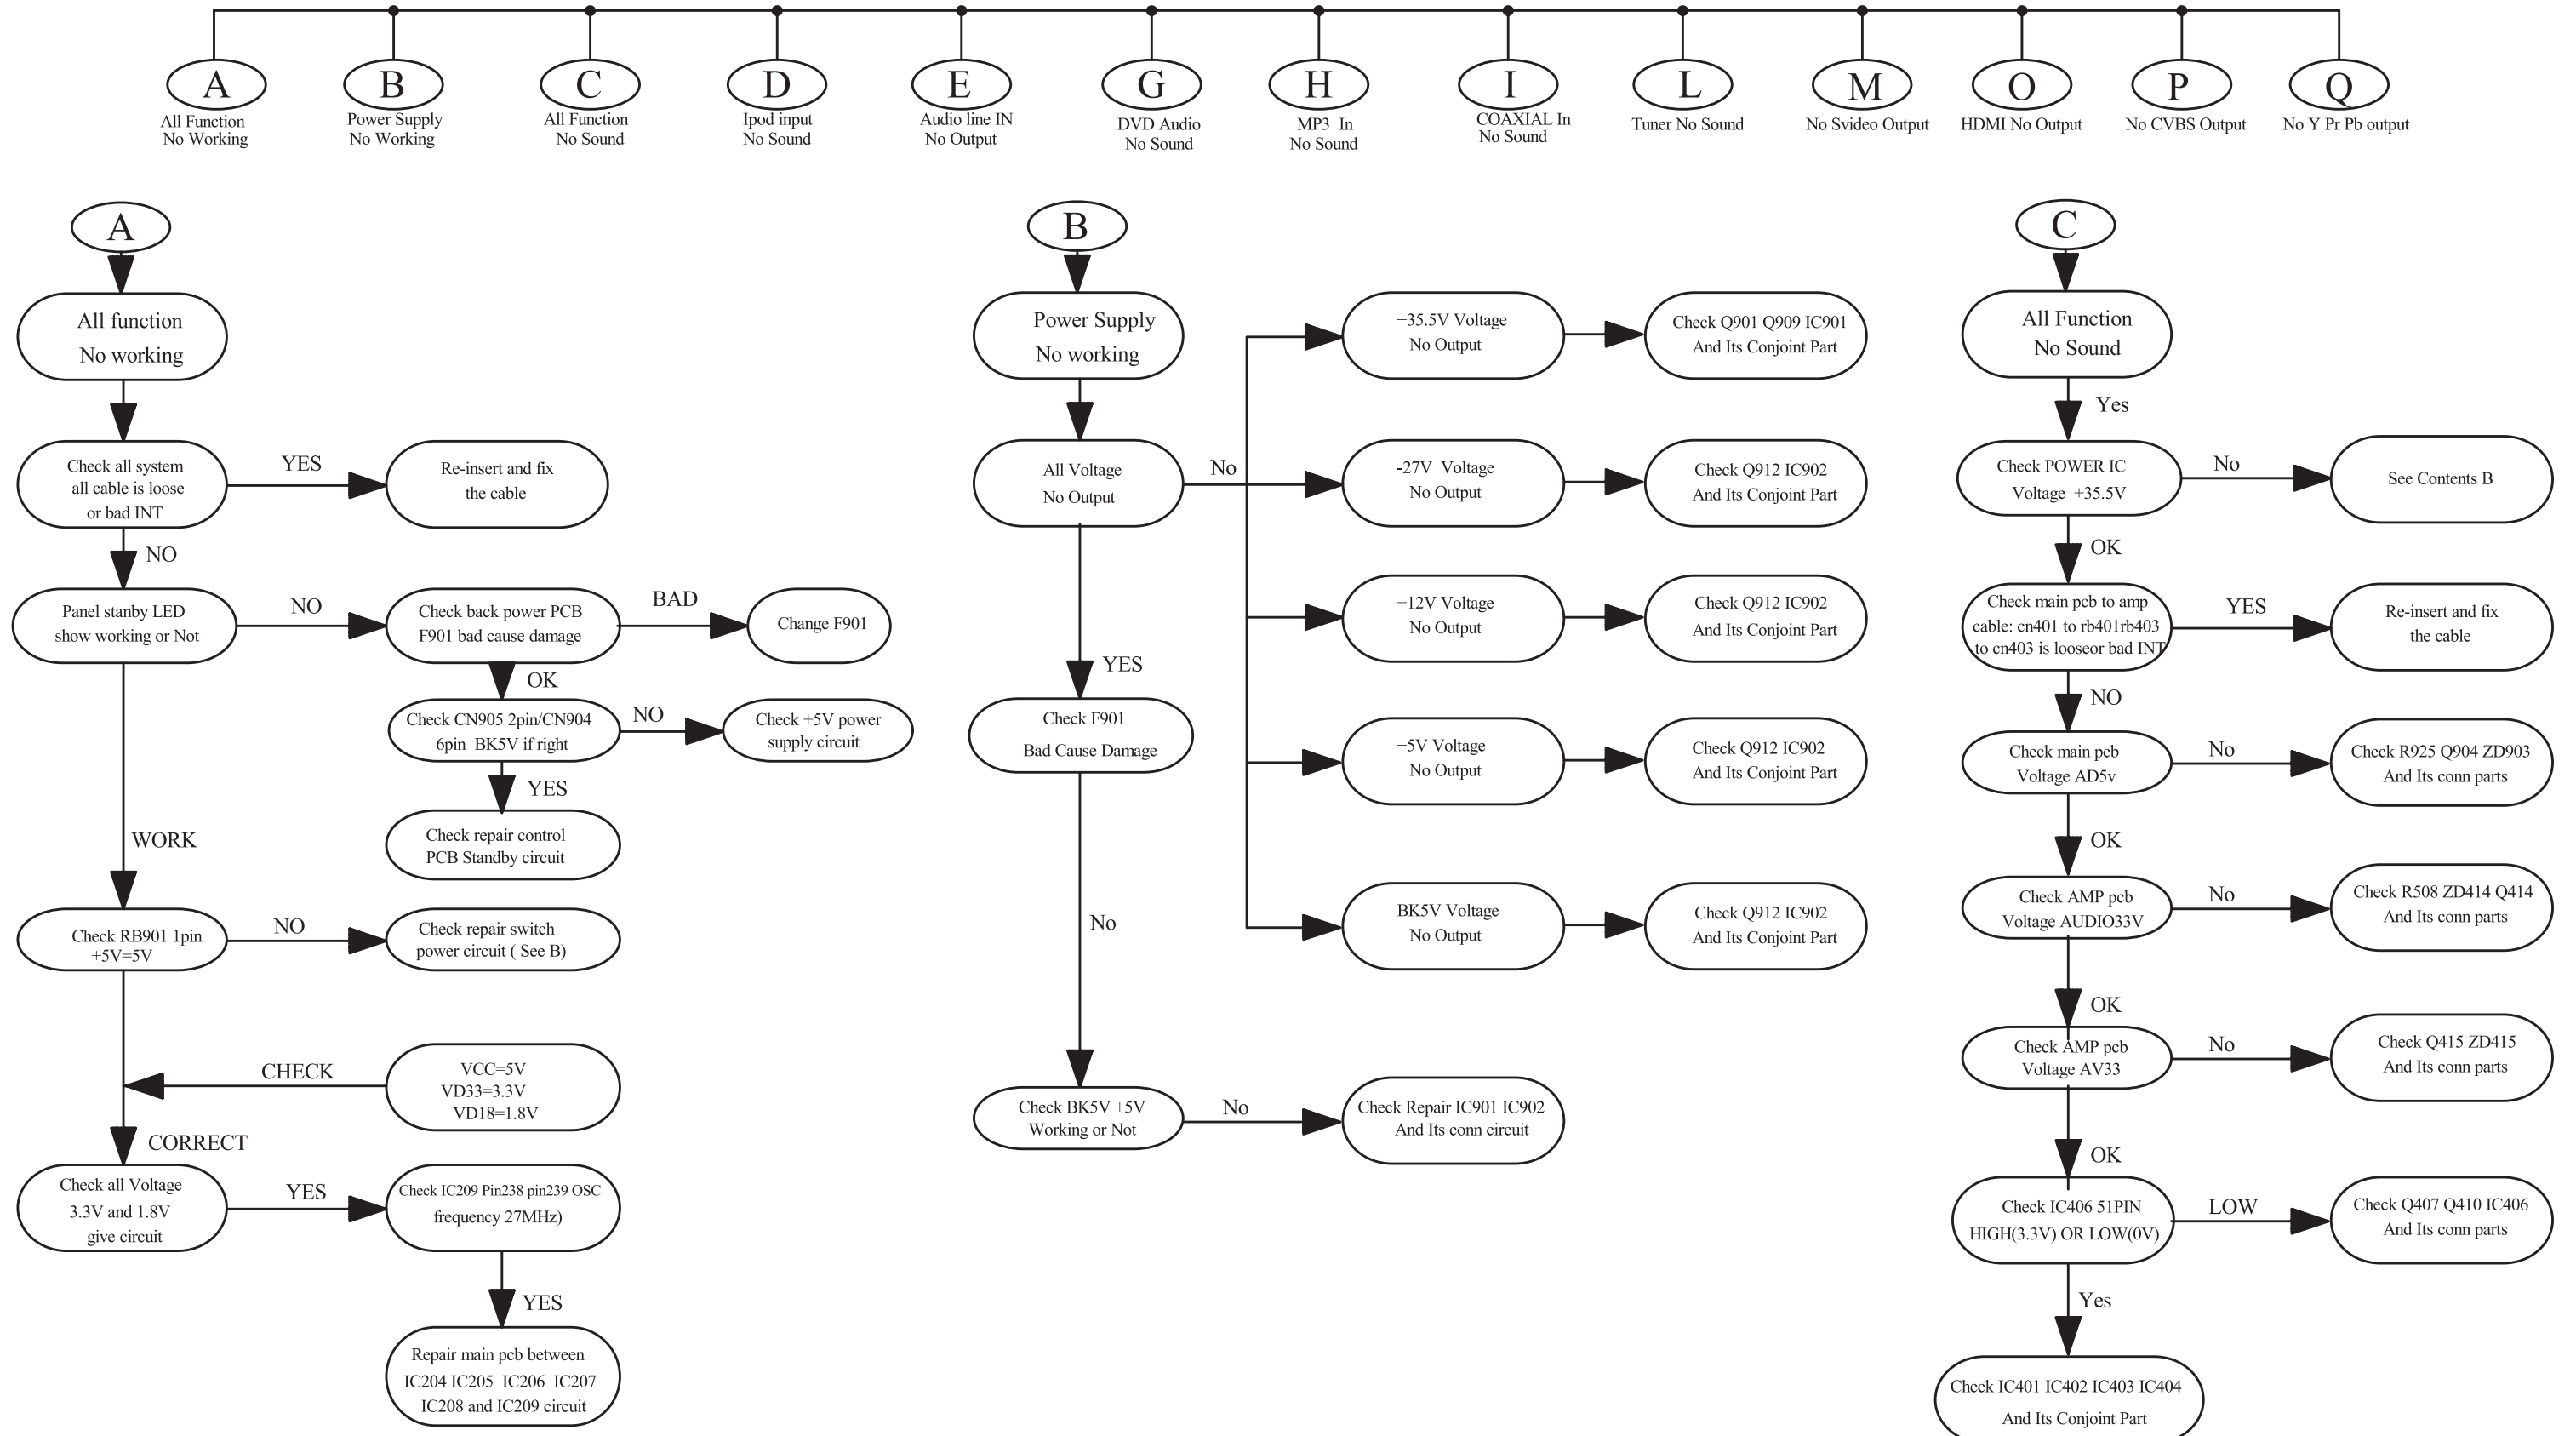 A
B
C
D
E
G
H
I
L
M
O
P
Q
All Function
No Working
Power Supply
No Working
All Function
No Sound
Ipod input
No Sound
Audio line IN
No Output
DVD Audio
No Sound
MP3 In
No Sound
COAXIAL In
No Sound
Tuner No Sound
No Svideo Output
HDMI No Output
No CVBS Output
No Y Pr Pb output
A
All function
No working
Check all system
all cable is loose
or bad INT
YES
Re-insert and fix
the cable
NO
Panel stanby LED
show working or Not
NO
Check back power PCB
F901 bad cause damage
BAD
Change F901
OK
Check CN905 2pin/CN904
6pin BK5V if right
NO
Check +5V power
supply circuit
YES
Check repair control
PCB Standby circuit
WORK
Check RB901 1pin
+5V=5V
NO
Check repair switch
power circuit ( See B)
CHECK
VCC=5V
VD33=3.3V
VD18=1.8V
CORRECT
Check all Voltage
3.3V and 1.8V
give circuit
YES
Check IC209 Pin238 pin239 OSC
frequency 27MHz)
YES
Repair main pcb between
IC204 IC205 IC206 IC207
IC208 and IC209 circuit
B
Power Supply
No working
All Voltage
No Output
No
+35.5V Voltage
No Output
Check Q901 Q909 IC901
And Its Conjoint Part
-27V Voltage
No Output
Check Q912 IC902
And Its Conjoint Part
+12V Voltage
No Output
Check Q912 IC902
And Its Conjoint Part
+5V Voltage
No Output
Check Q912 IC902
And Its Conjoint Part
BK5V Voltage
No Output
Check Q912 IC902
And Its Conjoint Part
YES
Check F901
Bad Cause Damage
No
Check BK5V +5V
Working or Not
No
Check Repair IC901 IC902
And Its conn circuit
C
All Function
No Sound
Yes
Check POWER IC
Voltage +35.5V
No
See Contents B
OK
Check main pcb to amp
cable: cn401 to rb401rb403
to cn403 is looseor bad INT
YES
Re-insert and fix
the cable
NO
Check main pcb
Voltage AD5v
No
Check R925 Q904 ZD903
And Its conn parts
OK
Check AMP pcb
Voltage AUDIO33V
No
Check R508 ZD414 Q414
And Its conn parts
OK
Check AMP pcb
Voltage AV33
No
Check Q415 ZD415
And Its conn parts
OK
Check IC406 51PIN
HIGH(3.3V) OR LOW(0V)
LOW
Check Q407 Q410 IC406
And Its conn parts
Yes
Check IC401 IC402 IC403 IC404
And Its Conjoint Part